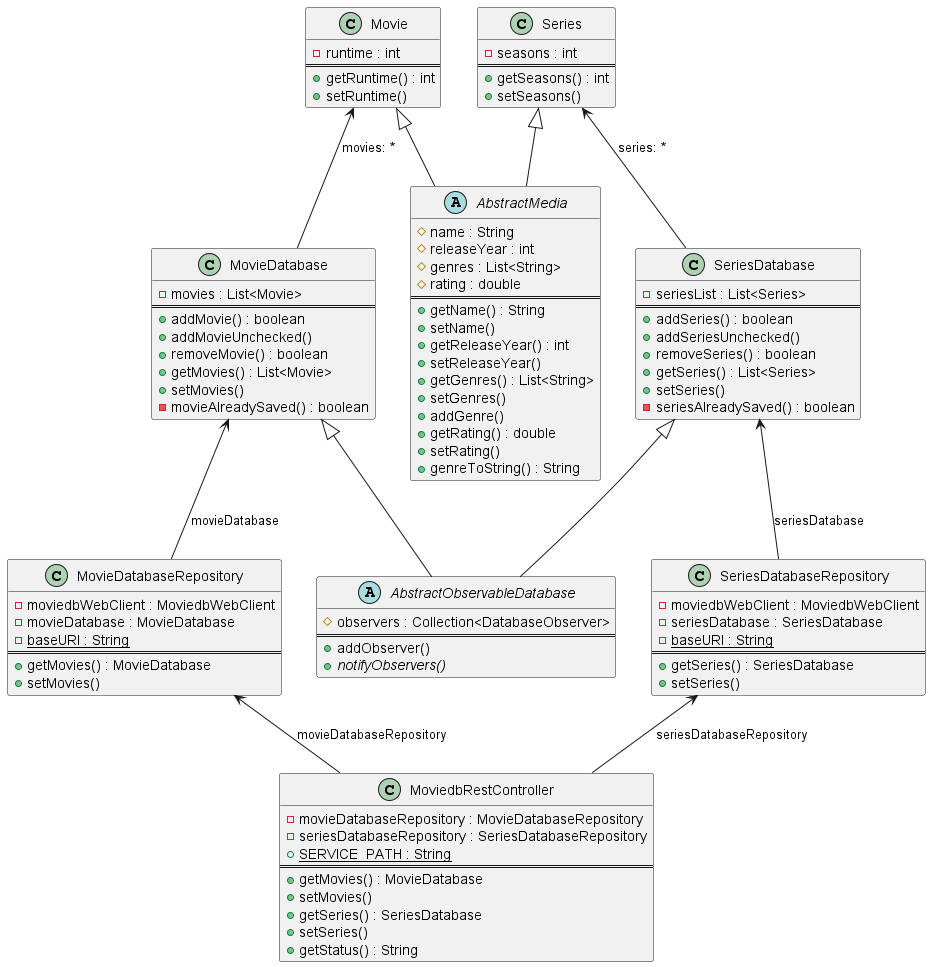 C Movie
runtime : int
getRuntime() : int
setRuntime()
C Series
seasons : int
getSeasons() : int
setSeasons()
movies: *
series: *
A AbstractMedia
name : String
releaseYear : int
genres : List<String>
rating : double
getName() : String
setName()
getReleaseYear() : int
setReleaseYear()
getGenres() : List<String>
setGenres()
addGenre()
getRating() : double
setRating()
genreToString() : String
C MovieDatabase
movies : List<Movie>
addMovie() : boolean
addMovieUnchecked()
removeMovie() : boolean
getMovies() : List<Movie>
setMovies()
movieAlreadySaved() : boolean
C SeriesDatabase
seriesList : List<Series>
addSeries() : boolean
addSeriesUnchecked()
removeSeries() : boolean
getSeries() : List<Series>
setSeries()
seriesAlreadySaved() : boolean
movieDatabase
seriesDatabase
C MovieDatabaseRepository
moviedbWebClient : MoviedbWebClient
movieDatabase : MovieDatabase
baseURI : String
getMovies() : MovieDatabase
setMovies()
A AbstractObservableDatabase
observers : Collection<DatabaseObserver>
addObserver()
notifyObservers()
C SeriesDatabaseRepository
moviedbWebClient : MoviedbWebClient
seriesDatabase : SeriesDatabase
baseURI : String
getSeries() : SeriesDatabase
setSeries()
movieDatabaseRepository
seriesDatabaseRepository
C MoviedbRestController
movieDatabaseRepository : MovieDatabaseRepository
seriesDatabaseRepository : SeriesDatabaseRepository
SERVICE_PATH : String
getMovies() : MovieDatabase
setMovies()
getSeries() : SeriesDatabase
setSeries()
getStatus() : String